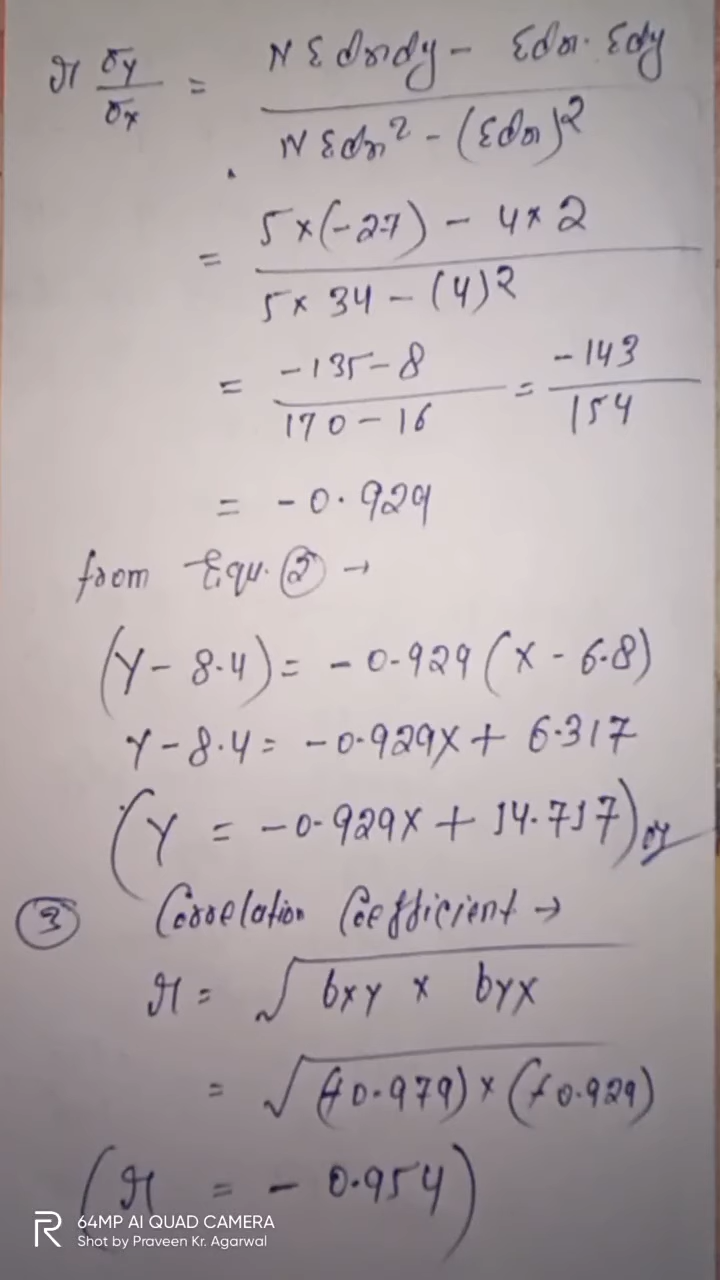 r σy/σx = (N Σdxdy - Σdx. Σdy) / (N Σdx² - (Σdx)²)
= (5×(-27) - 4×2) / (5×34 - (4)²)
= (-135-8) / (170-16) = -143 / 154
= -0.929
from Equ. ② →
(Y - 8.4) = -0.929 (X - 6.8)
Y - 8.4 = -0.929X + 6.317
(Y = -0.929X + 14.717)
③ Correlation Coefficient →
r = √(bxy × byx)
= √((+0.979) × (+0.929))
(r = - 0.954)
64MP AI QUAD CAMERA
Shot by Praveen Kr. Agarwal